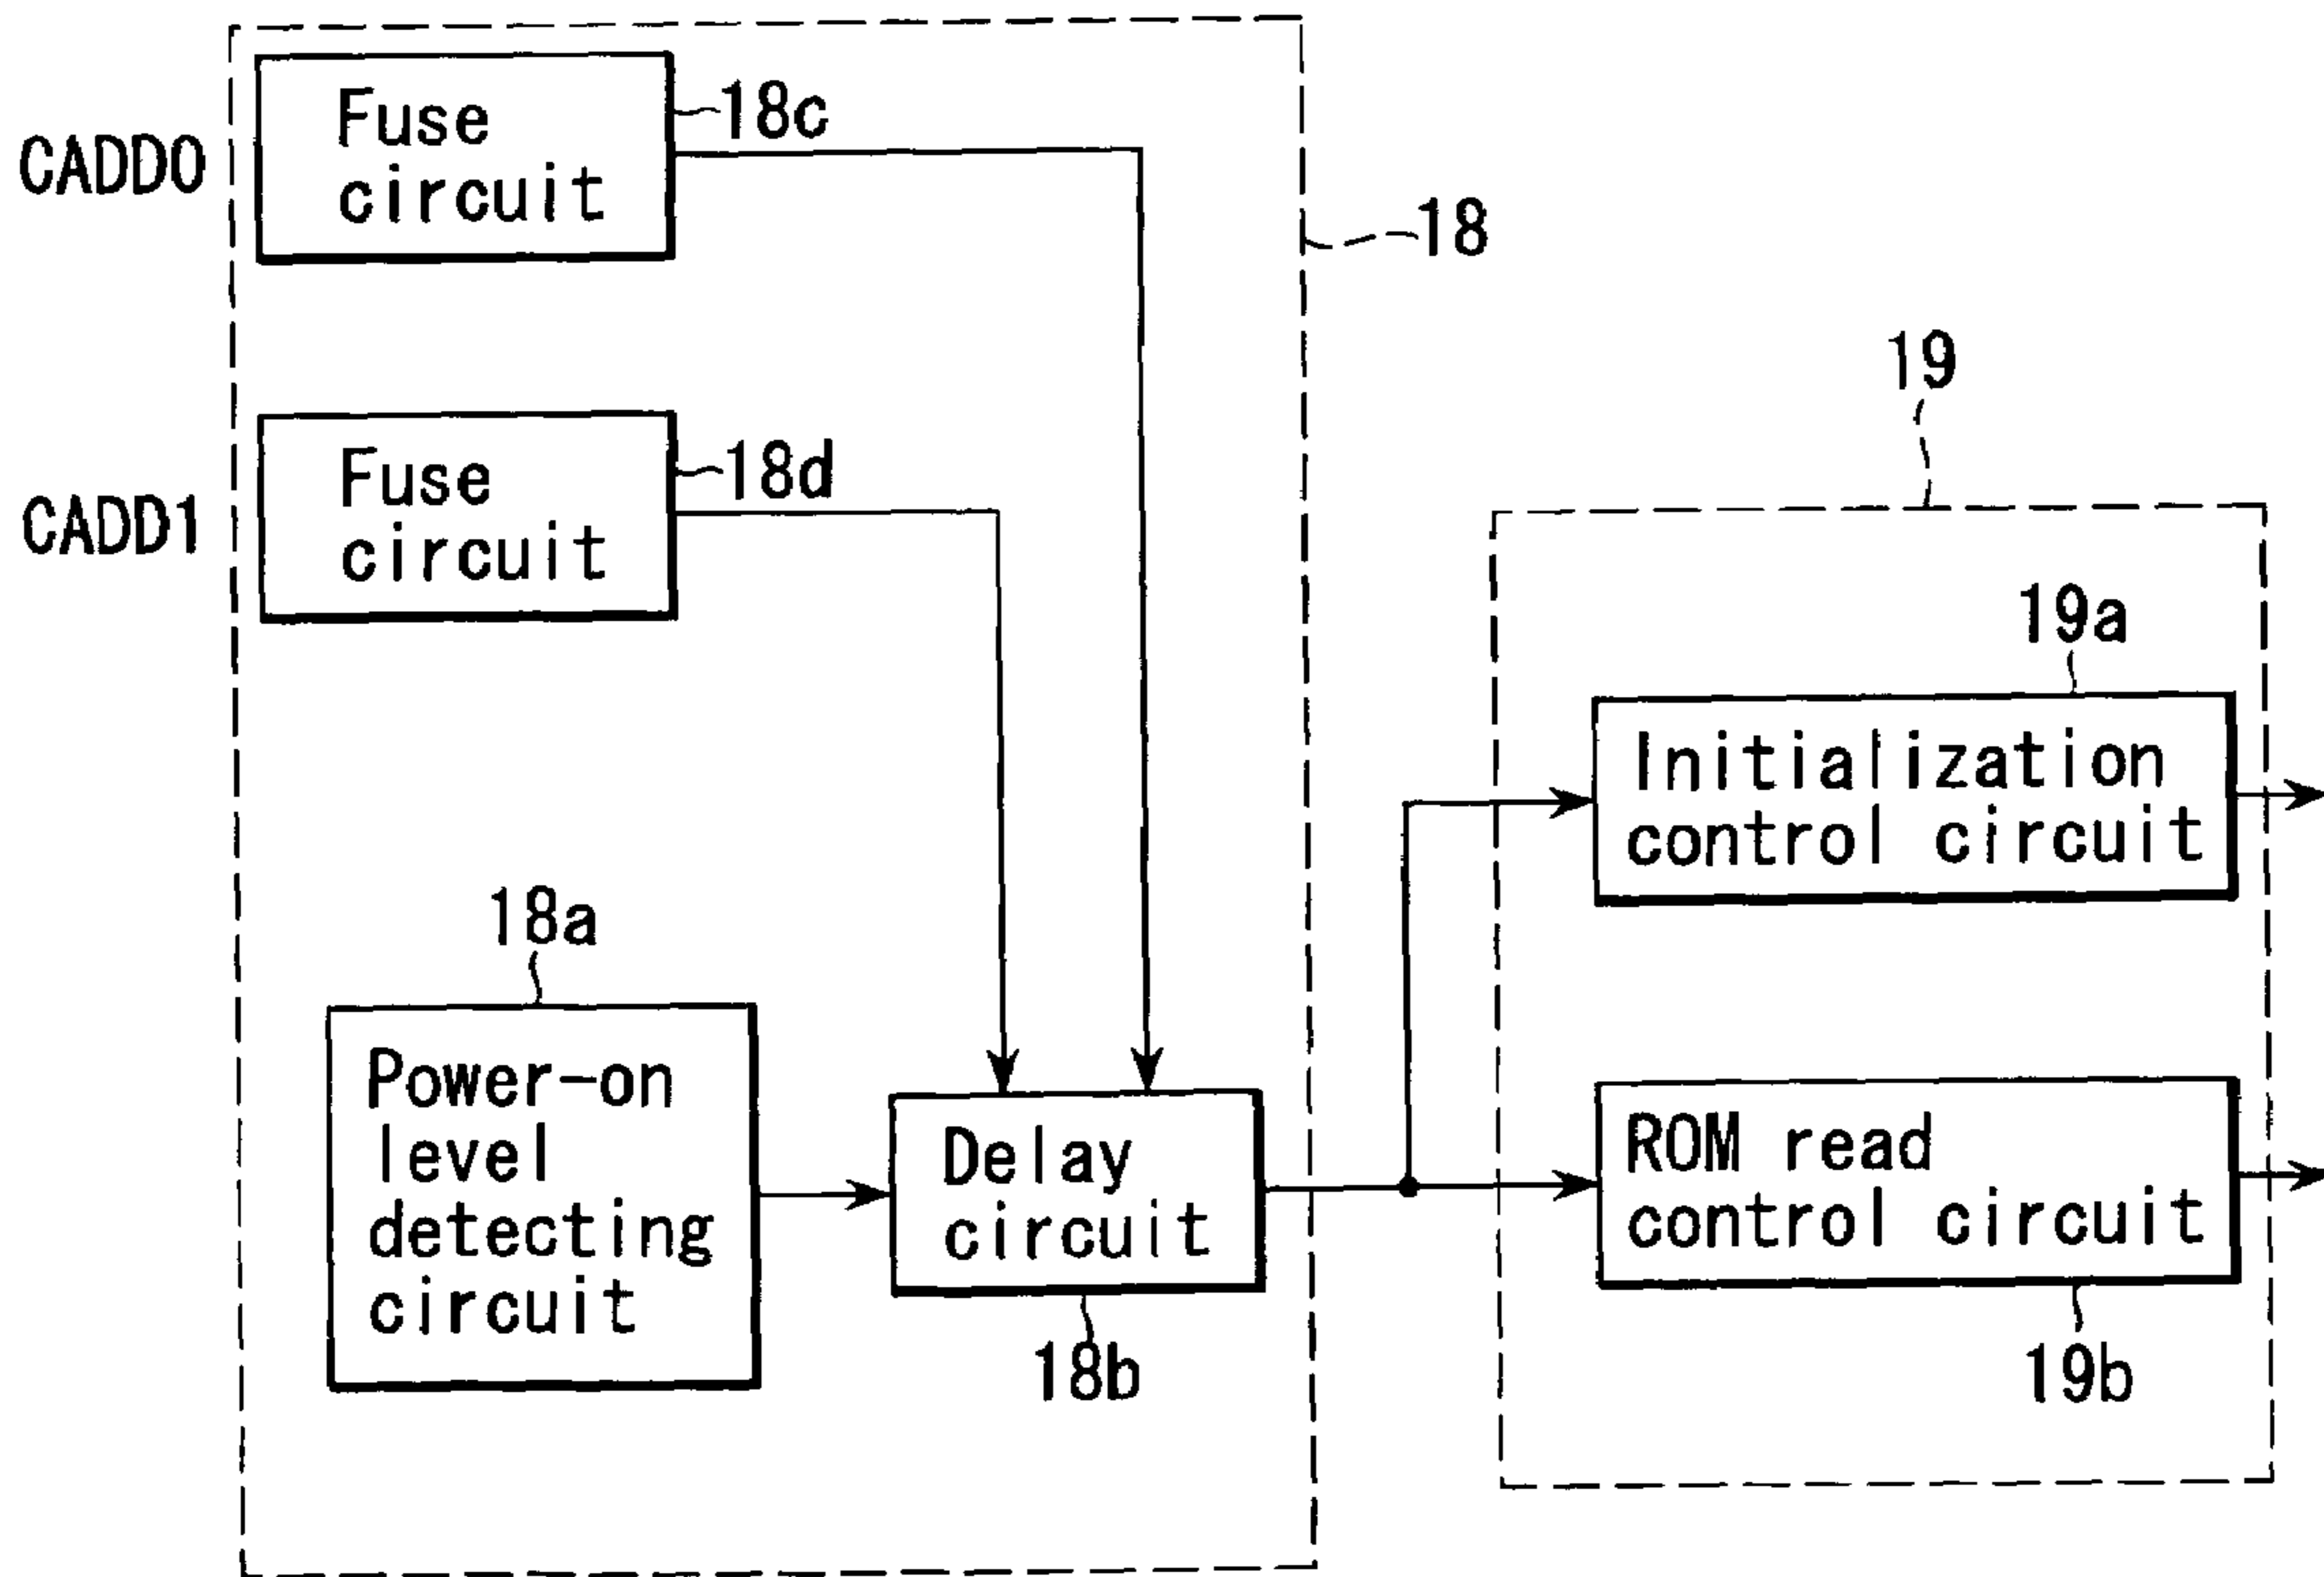 CADD0
Fuse
circuit
18c
18
CADD1
Fuse
circuit
18d
19
19a
Initialization
control circuit
18a
Power-on
level
detecting
circuit
Delay
circuit
18b
ROM read
control circuit
19b